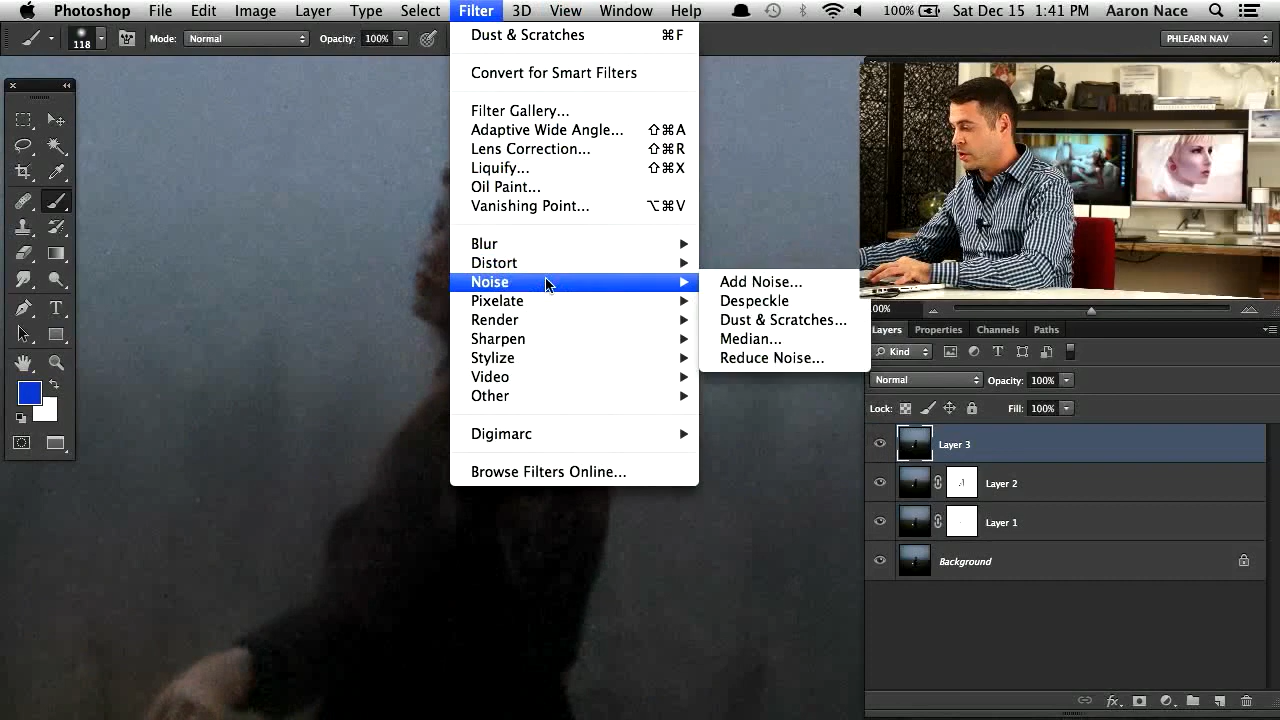 Photoshop File Edit Image Layer Type Select Filter 3D View Window Help 100% Sat Dec 15 1:41 PM Aaron Nace
118 Mode: Normal Opacity: 100% PHLEARN NAV
Dust & Scratches ⌘F
Convert for Smart Filters
Filter Gallery...
Adaptive Wide Angle... ⇧⌘A
Lens Correction... ⇧⌘R
Liquify... ⇧⌘X
Oil Paint...
Vanishing Point... ⌥⌘V
Blur
Distort
Noise
Pixelate
Render
Sharpen
Stylize
Video
Other
Digimarc
Browse Filters Online...
Add Noise...
Despeckle
Dust & Scratches...
Median...
Reduce Noise...
00%
Layers Properties Channels Paths
Kind
Normal Opacity: 100%
Lock: Fill: 100%
Layer 3
Layer 2
Layer 1
Background
fx